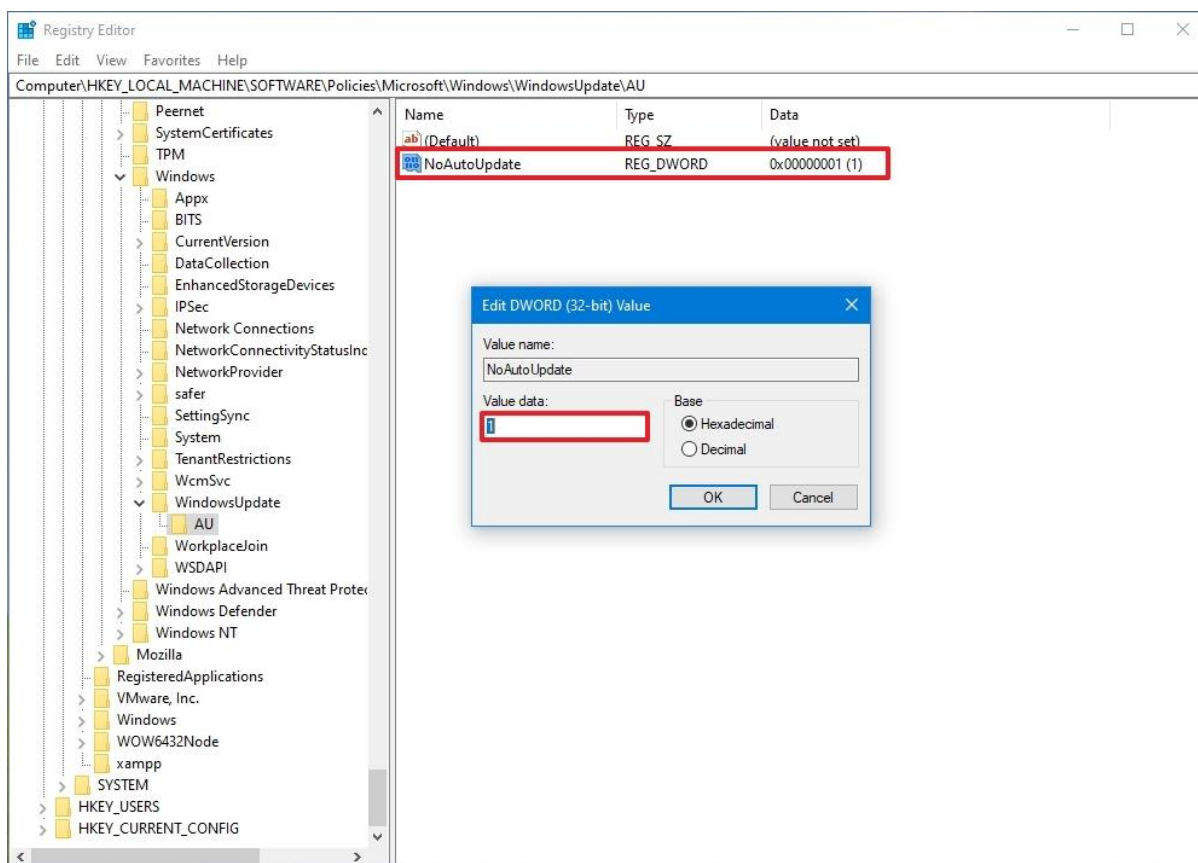 Registry Editor
File Edit View Favorites Help
Computer\HKEY_LOCAL_MACHINE\SOFTWARE\Policies\Microsoft\Windows\WindowsUpdate\AU
Peernet
SystemCertificates
TPM
Windows
Appx
BITS
CurrentVersion
DataCollection
EnhancedStorageDevices
IPSec
Network Connections
NetworkConnectivityStatusInc
NetworkProvider
safer
SettingSync
System
TenantRestrictions
WcmSvc
WindowsUpdate
AU
WorkplaceJoin
WSDAPI
Windows Advanced Threat Protec
Windows Defender
Windows NT
Mozilla
RegisteredApplications
VMware, Inc.
Windows
WOW6432Node
xampp
SYSTEM
HKEY_USERS
HKEY_CURRENT_CONFIG
Name Type Data
ab (Default) REG_SZ (value not set)
NoAutoUpdate REG_DWORD 0x00000001 (1)
Edit DWORD (32-bit) Value
Value name:
NoAutoUpdate
Value data:
1
Base
Hexadecimal
Decimal
OK Cancel